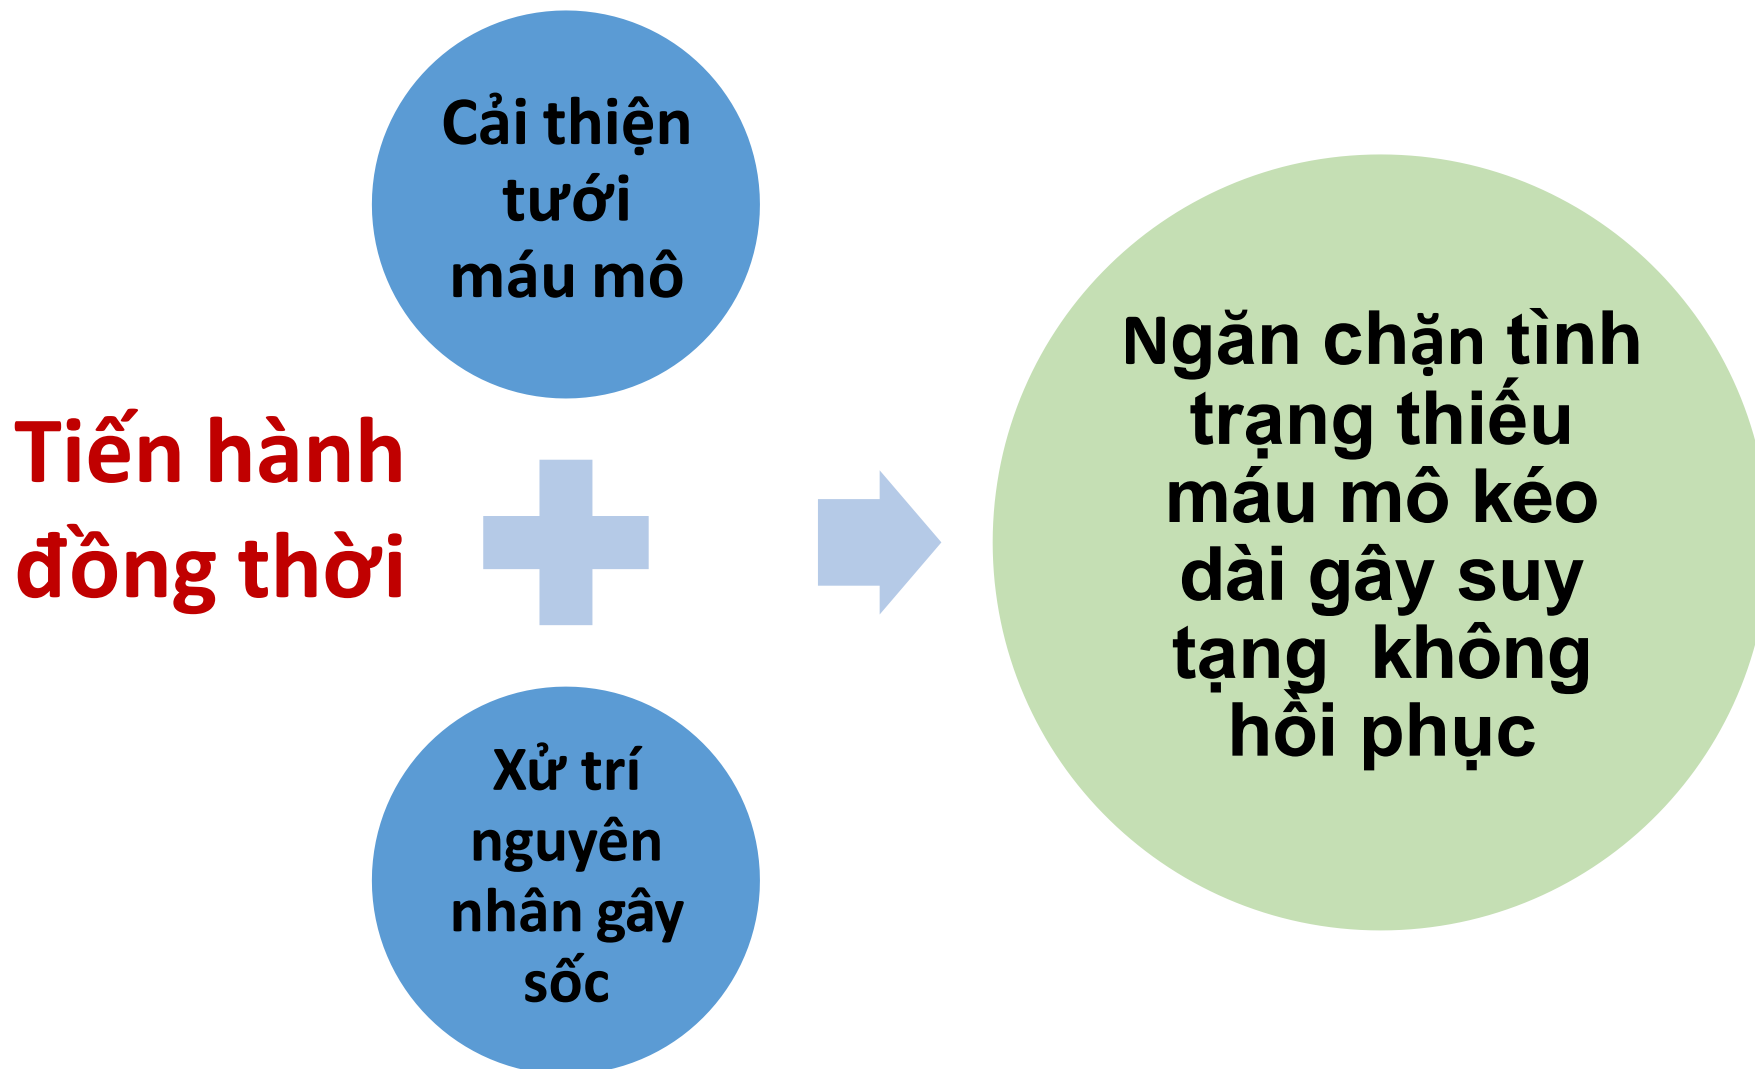 Cải thiện
tưới
máu mô
Tiến hành
đồng thời
Xử trí
nguyên
nhân gây
sốc
Ngăn chặn tình
trạng thiếu
máu mô kéo
dài gây suy
tạng  không
hồi phục